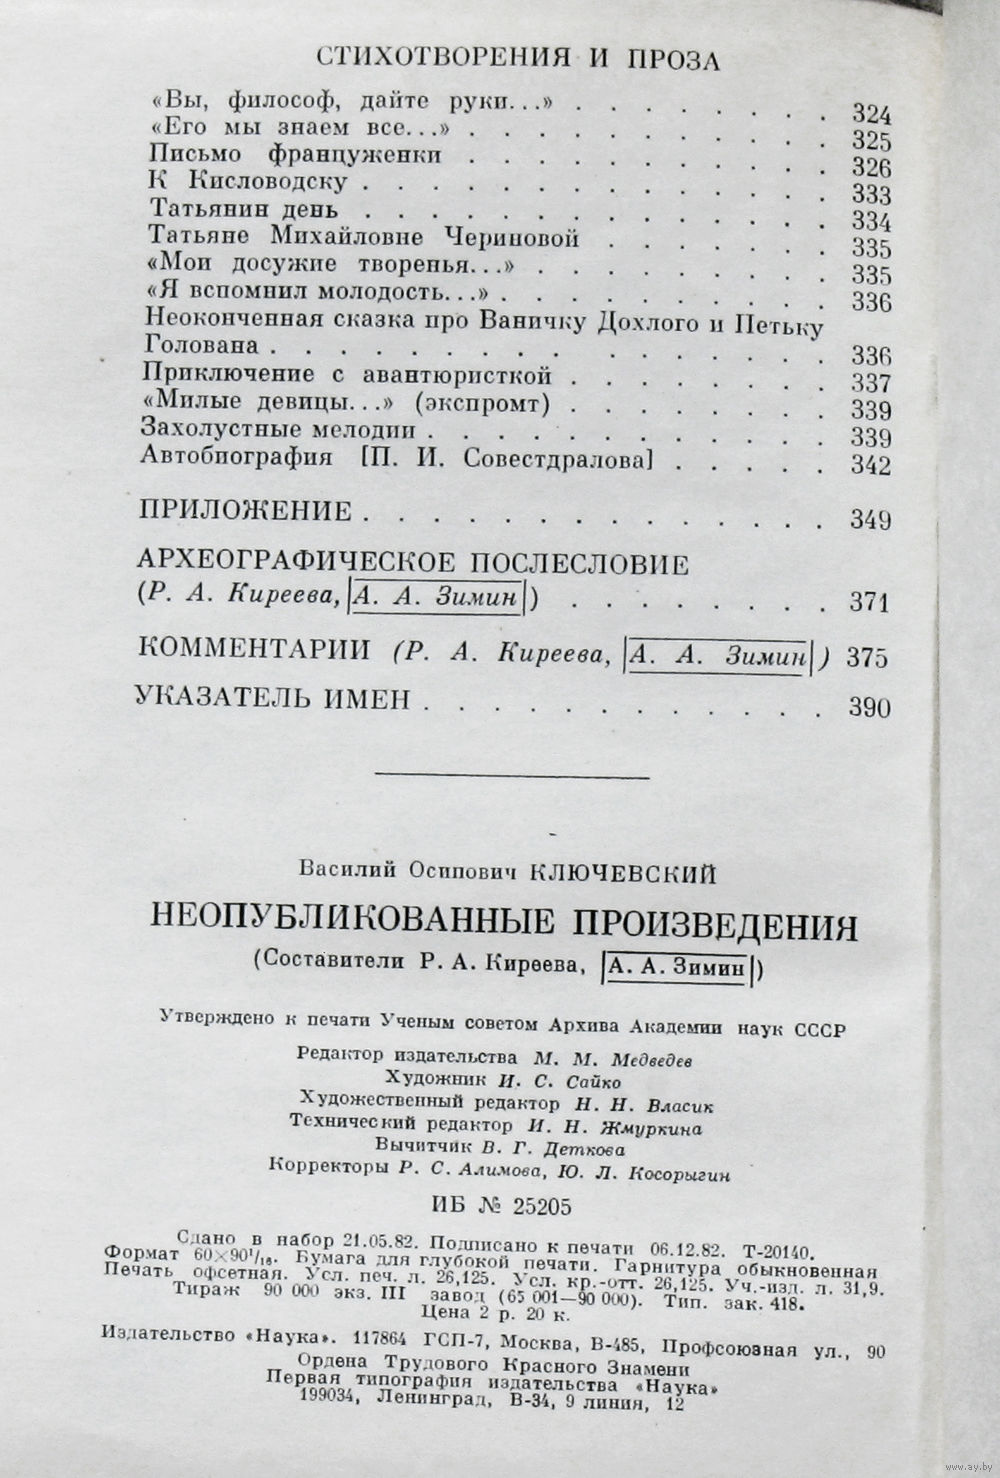 СТИХОТВОРЕНИЯ И ПРОЗА
«Вы, философ, дайте руки...» . . . . . . . . 324
«Его мы знаем все...» . . . . . . . . . . . 325
Письмо француженки . . . . . . . . . . . 326
К Кисловодску . . . . . . . . . . . . . . 333
Татьянин день . . . . . . . . . . . . . . 334
Татьяне Михайловне Чериновой . . . . . . . 335
«Мои досужие творенья...» . . . . . . . . . 335
«Я вспомнил молодость...» . . . . . . . . . . 336
Неоконченная сказка про Ваничку Дохлого и Петьку
Голована . . . . . . . . . . . . . . . . 336
Приключение с авантюристкой . . . . . . . . 337
«Милые девицы...» (экспромт) . . . . . . . . 339
Захолустные мелодии . . . . . . . . . . . . 339
Автобиография [П. И. Совестдралова] . . . . . 342
ПРИЛОЖЕНИЕ . . . . . . . . . . . . . . 349
АРХЕОГРАФИЧЕСКОЕ ПОСЛЕСЛОВИЕ
(Р. А. Киреева, А. А. Зимин) . . . . . . . . 371
КОММЕНТАРИИ (Р. А. Киреева, А. А. Зимин) 375
УКАЗАТЕЛЬ ИМЕН . . . . . . . . . . . . 390
Василий Осипович КЛЮЧЕВСКИЙ
НЕОПУБЛИКОВАННЫЕ ПРОИЗВЕДЕНИЯ
(Составители Р. А. Киреева, А. А. Зимин)
Утверждено к печати Ученым советом Архива Академии наук СССР
Редактор издательства М. М. Медведев
Художник И. С. Сайко
Художественный редактор Н. Н. Власик
Технический редактор И. Н. Жмуркина
Вычитчик В. Г. Деткова
Корректоры Р. С. Алимова, Ю. Л. Косорыгин
ИБ № 25205
Сдано в набор 21.05.82. Подписано к печати 06.12.82. Т-20140.
Формат 60×90¹/₁₆. Бумага для глубокой печати. Гарнитура обыкновенная
Печать офсетная. Усл. печ. л. 26,125. Усл. кр.-отт. 26,125. Уч.-изд. л. 31,9.
Тираж 90 000 экз. III завод (65 001—90 000). Тип. зак. 418.
Цена 2 р. 20 к.
Издательство «Наука». 117864 ГСП-7, Москва, В-485, Профсоюзная ул., 90
Ордена Трудового Красного Знамени
Первая типография издательства «Наука»
199034, Ленинград, В-34, 9 линия, 12
www.ay.by